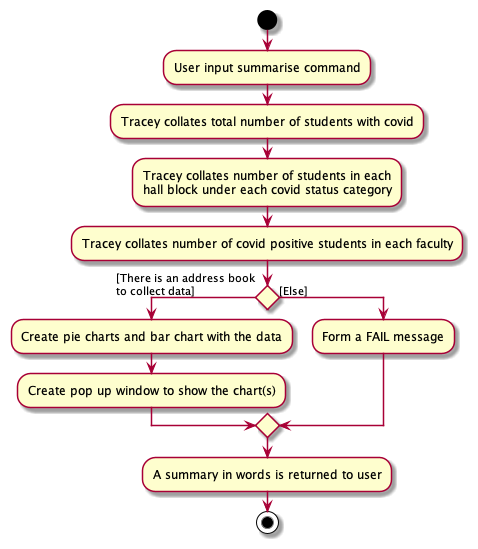 User input summarise command
Tracey collates total number of students with covid
Tracey collates number of students in each
hall block under each covid status category
Tracey collates number of covid positive students in each faculty
[There is an address book
to collect data]
[Else]
Create pie charts and bar chart with the data
Form a FAIL message
Create pop up window to show the chart(s)
A summary in words is returned to user